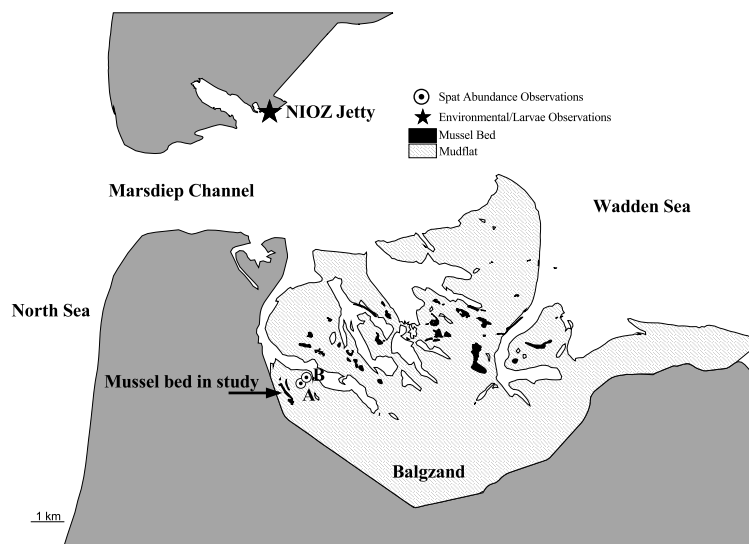 NIOZ Jetty
Spat Abundance Observations
Environmental/Larvae Observations
Mussel Bed
Mudflat
Marsdiep Channel
Wadden Sea
North Sea
Mussel bed in study
B
A
Balgzand
1 km